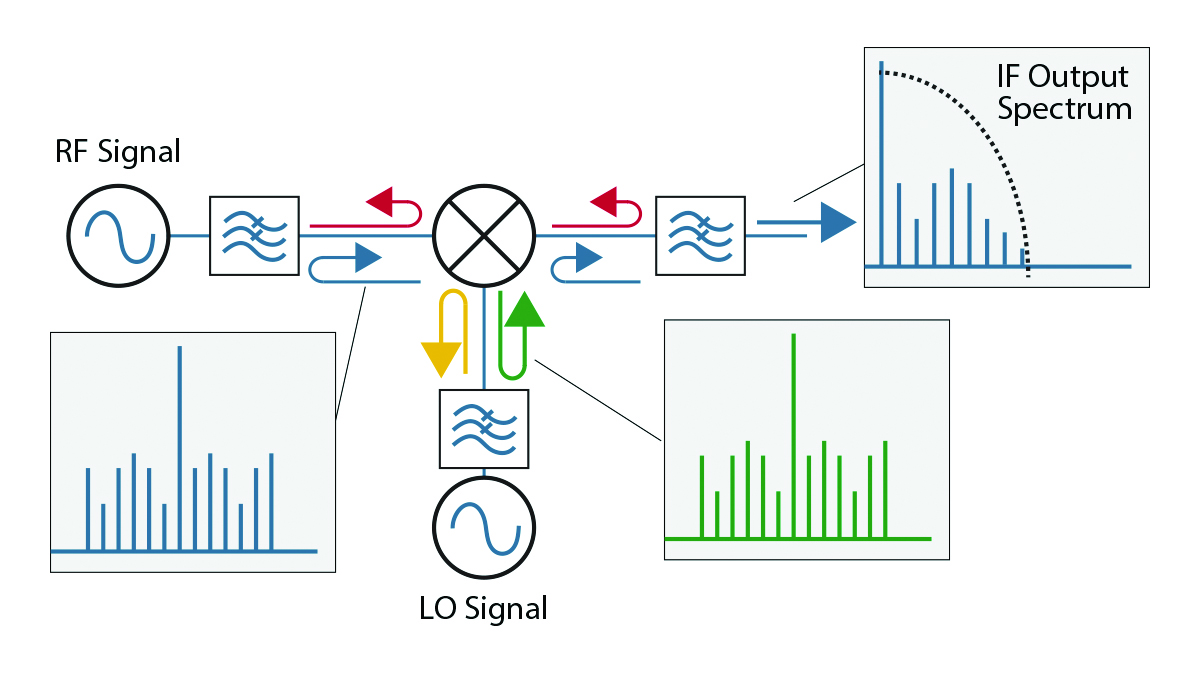 IF Output
Spectrum
RF Signal
LO Signal